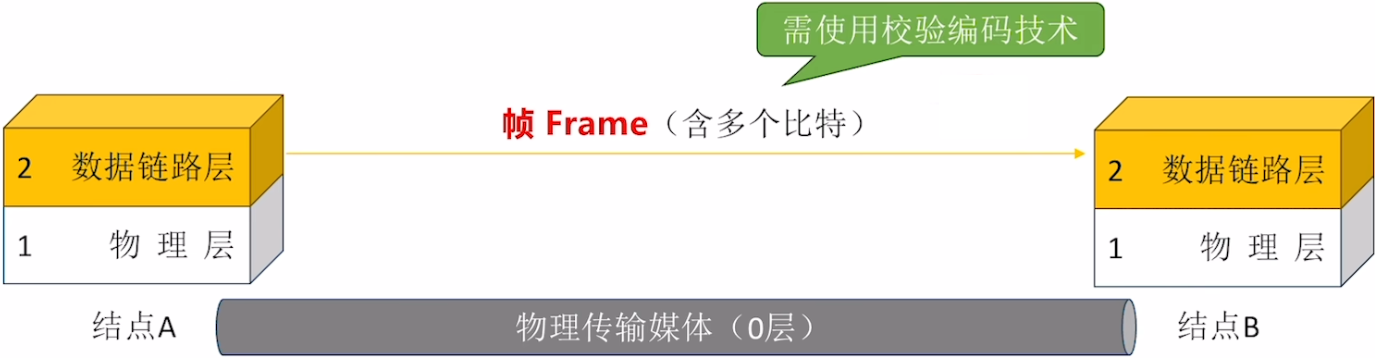 需使用校验编码技术
帧 Frame（含多个比特）
2 数据链路层
1 物 理 层
结点A
2 数据链路层
1 物 理 层
结点B
物理传输媒体（0层）